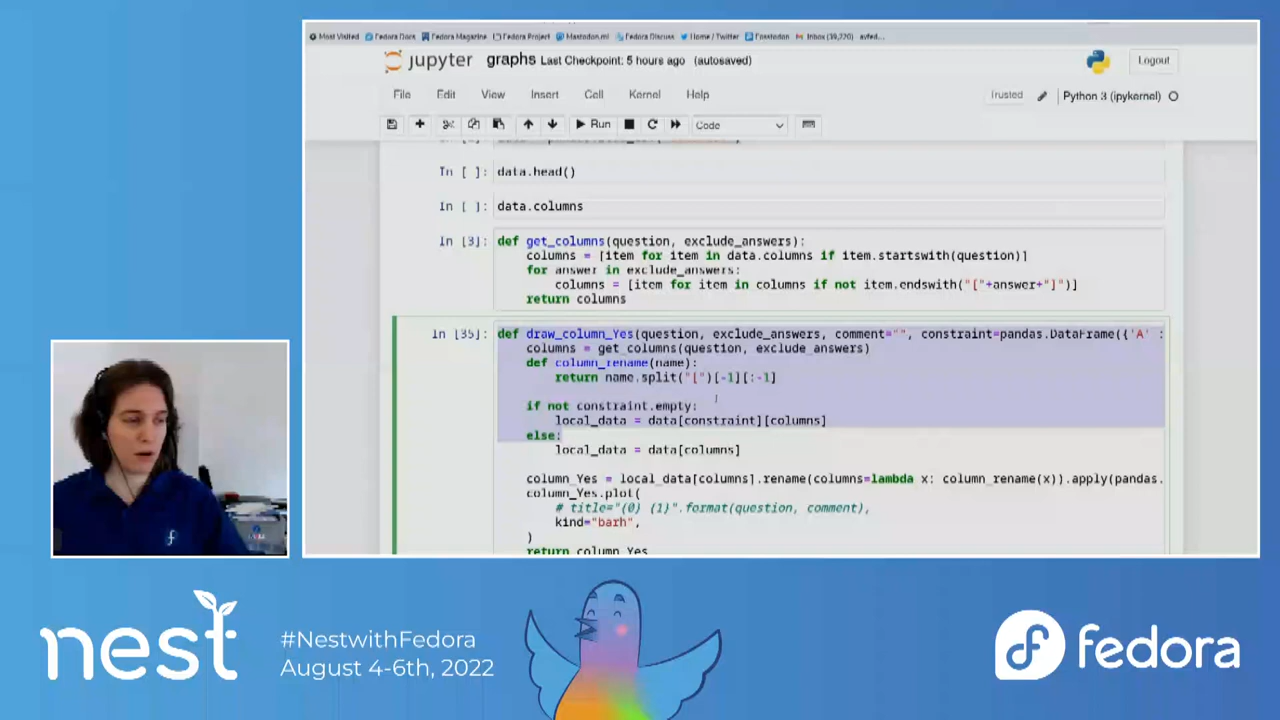 Most Visited Fedora Docs Fedora Magazine Fedora Project Mastodon.ml Fedora Discuss Home / Twitter Fosstodon Inbox (39,220)
jupyter graphs Last Checkpoint: 5 hours ago (autosaved) Logout
File Edit View Insert Cell Kernel Help Trusted Python 3 (ipykernel)
Run Code
In [ ]: data.head()
In [ ]: data.columns
In [3]: def get_columns(question, exclude_answers):
columns = [item for item in data.columns if item.startswith(question)]
for answer in exclude_answers:
columns = [item for item in columns if not item.endswith("["+answer+"]")]
return columns
In [35]: def draw_column_Yes(question, exclude_answers, comment="", constraint=pandas.DataFrame({'A' :
columns = get_columns(question, exclude_answers)
def column_rename(name):
return name.split("[")[-1][:-1]
if not constraint.empty:
local_data = data[constraint][columns]
else:
local_data = data[columns]
column_Yes = local_data[columns].rename(columns=lambda x: column_rename(x)).apply(pandas.
column_Yes.plot(
# title="{0} {1}".format(question, comment),
kind="barh",
)
return column_Yes
nest
#NestwithFedora
August 4-6th, 2022
fedora